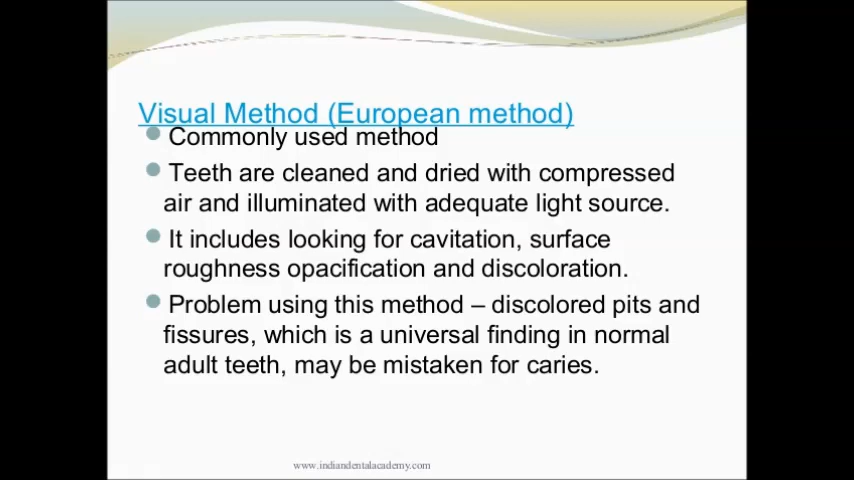 Visual Method (European method)
Commonly used method
Teeth are cleaned and dried with compressed
air and illuminated with adequate light source.
It includes looking for cavitation, surface
roughness opacification and discoloration.
Problem using this method – discolored pits and
fissures, which is a universal finding in normal
adult teeth, may be mistaken for caries.
www.indiandentalacademy.com